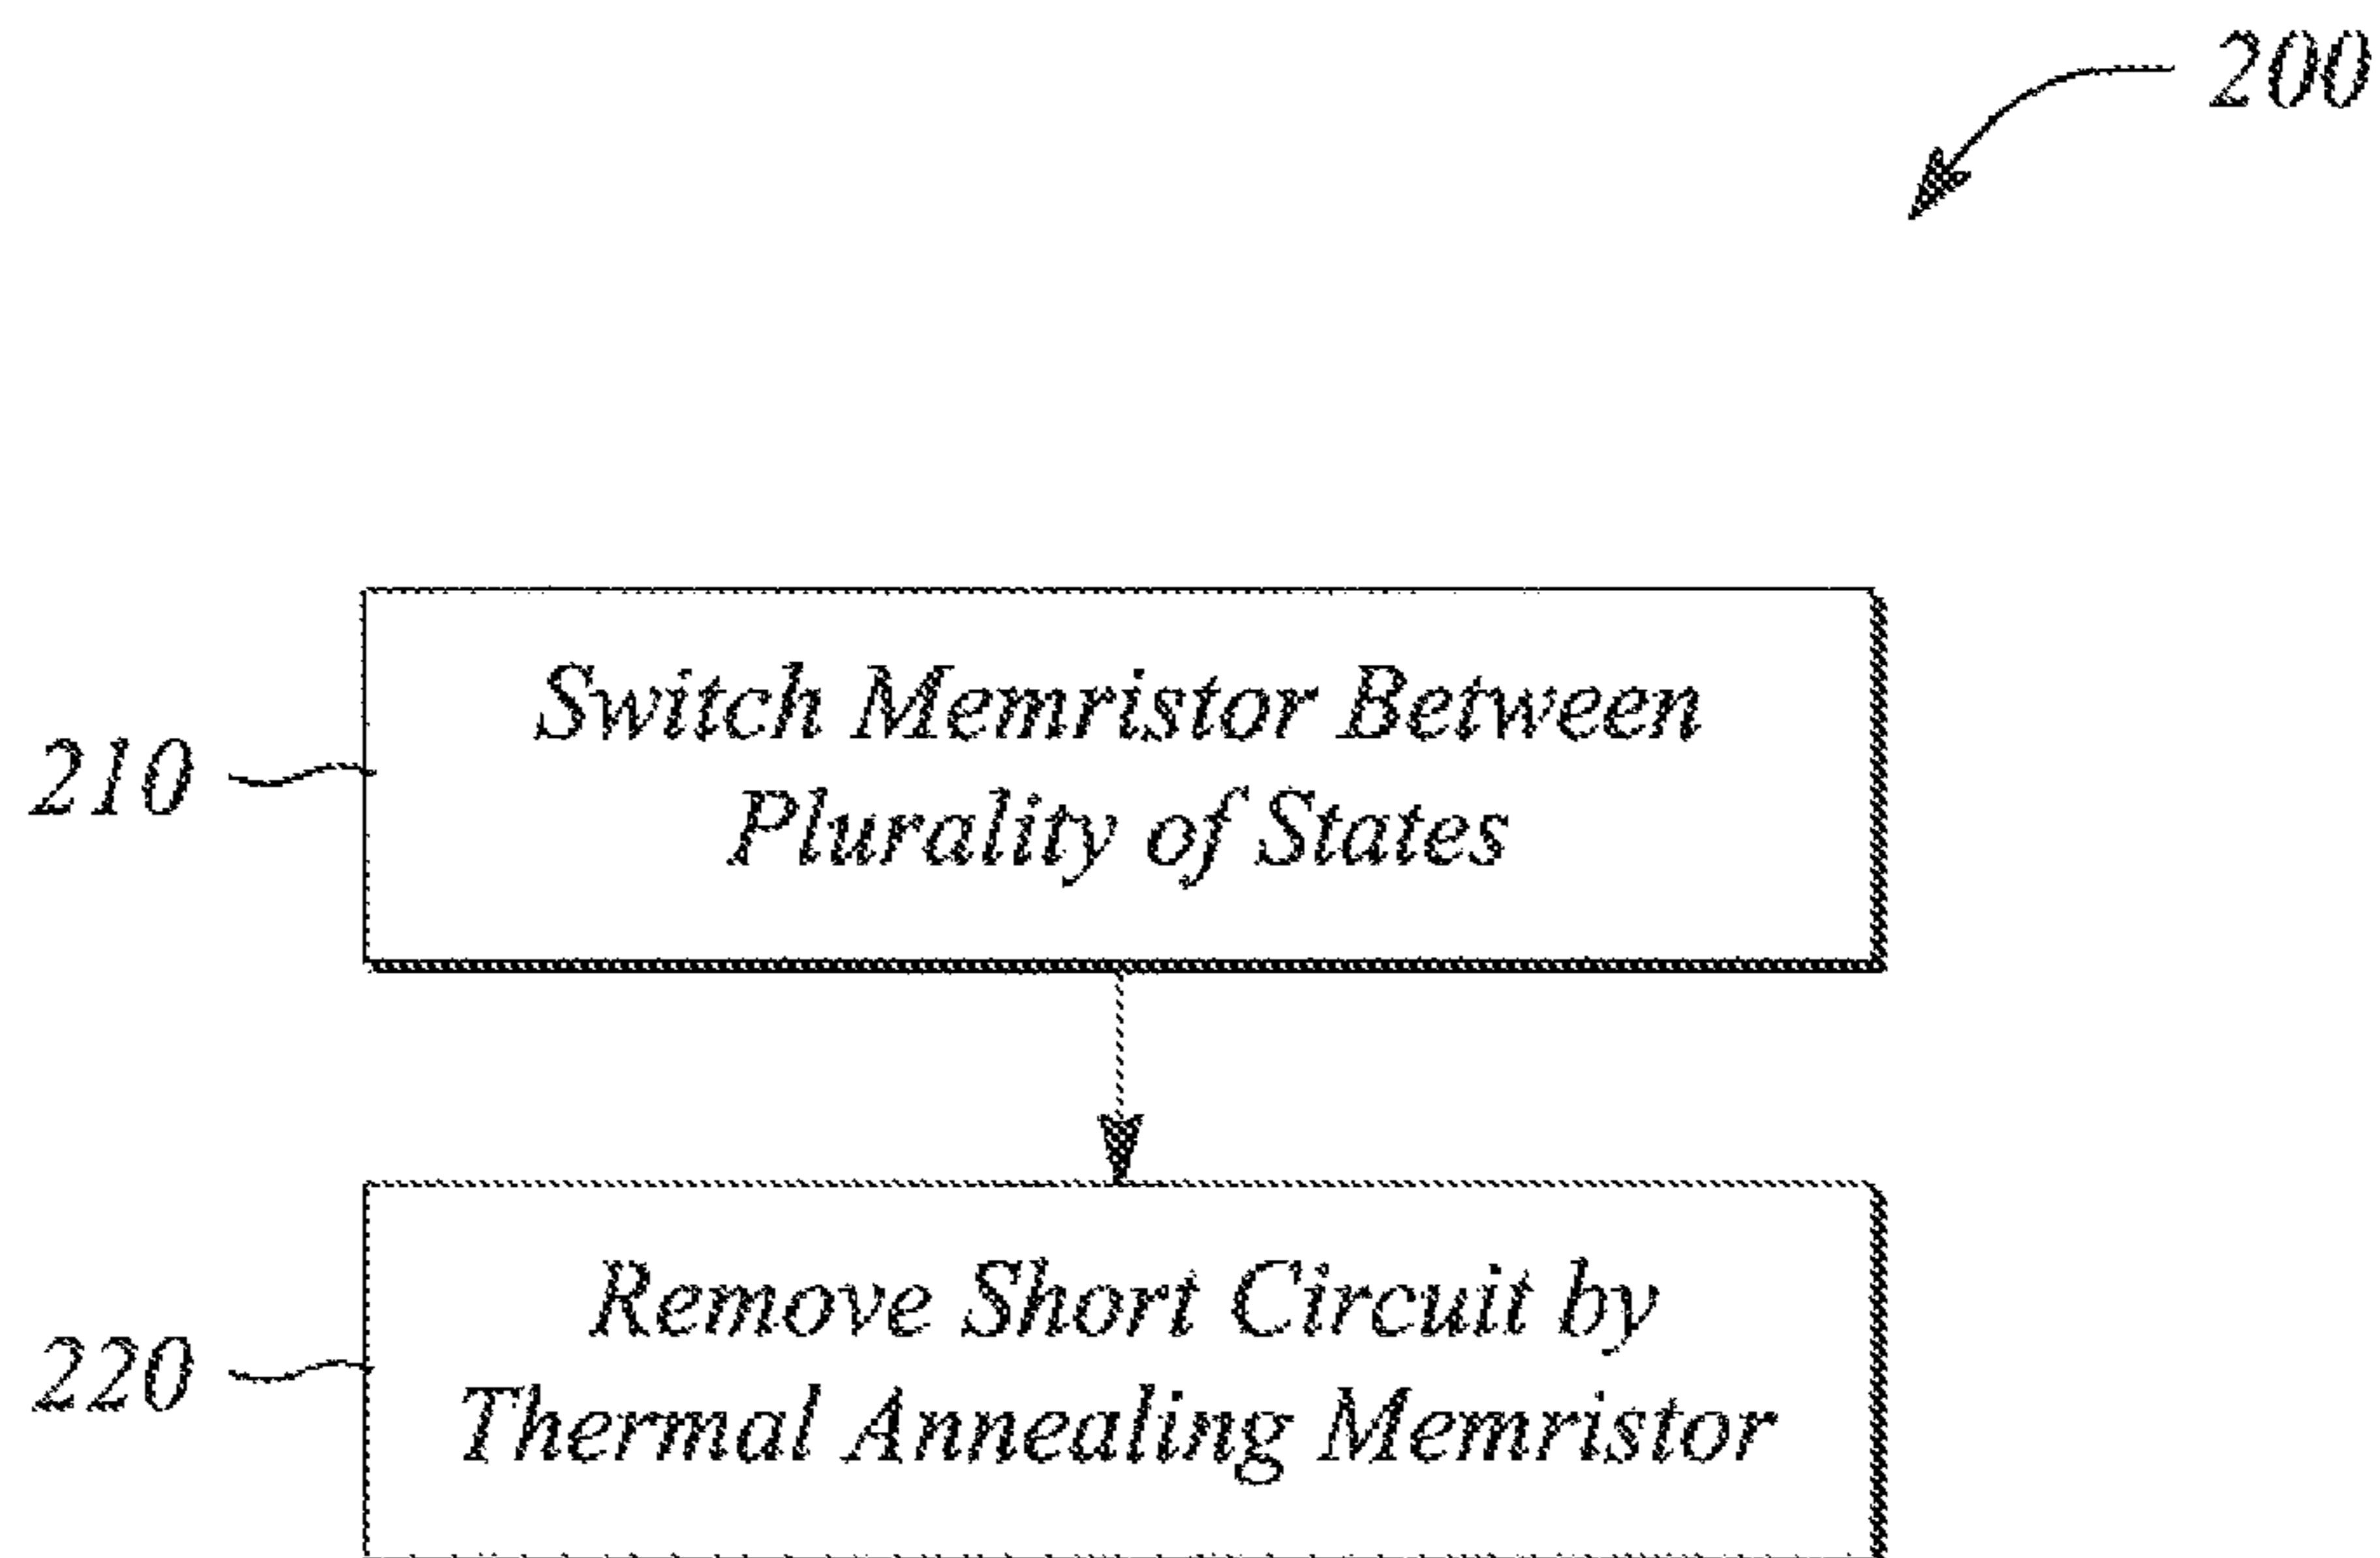 200
210
Switch Memristor Between
Plurality of States
220
Remove Short Circuit by
Thermal Annealing Memristor